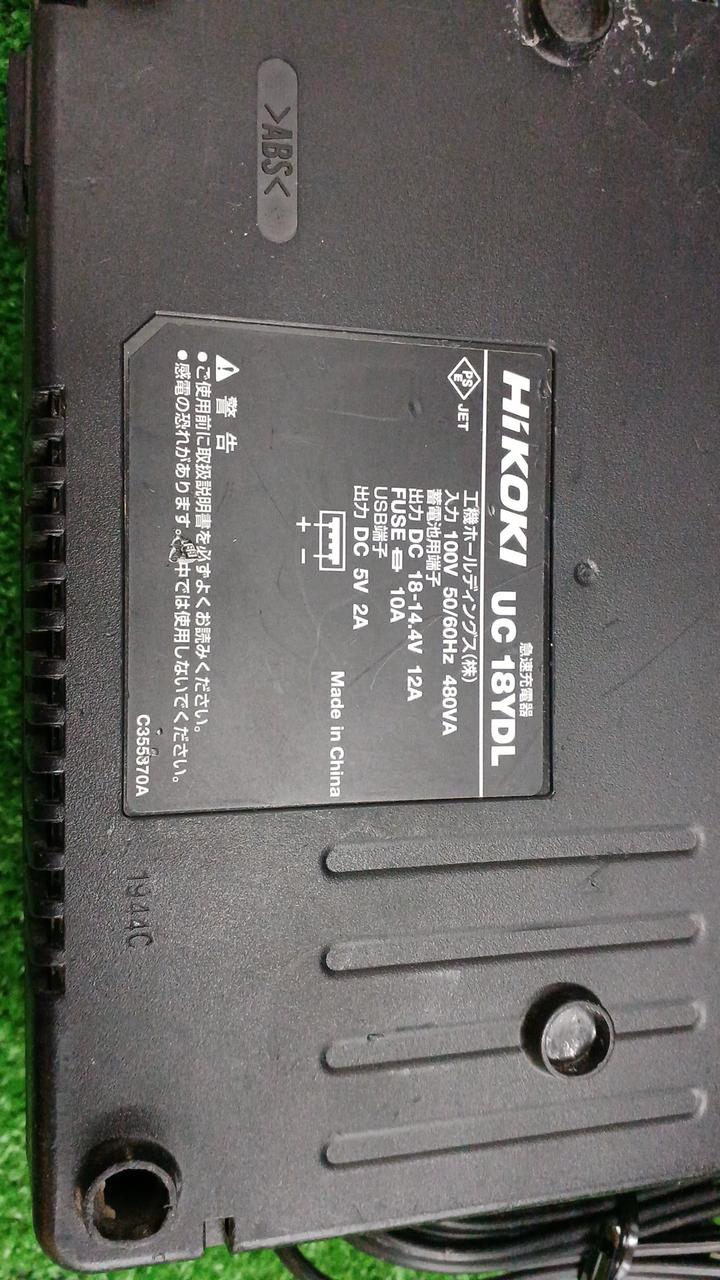 >ABS<
急速充電器
HiKOKI UC 18YDL
PSE JET
工機ホールディングス(株)
入力 100V 50/60Hz 480VA
蓄電池用端子
出力 DC 18-14.4V 12A
FUSE 10A
USB端子
出力 DC 5V 2A
+ −
Made in China
警告
●ご使用前に取扱説明書を必ずよくお読みください。
●感電の恐れがあります。中では使用しないでください。
C355370A
1944C